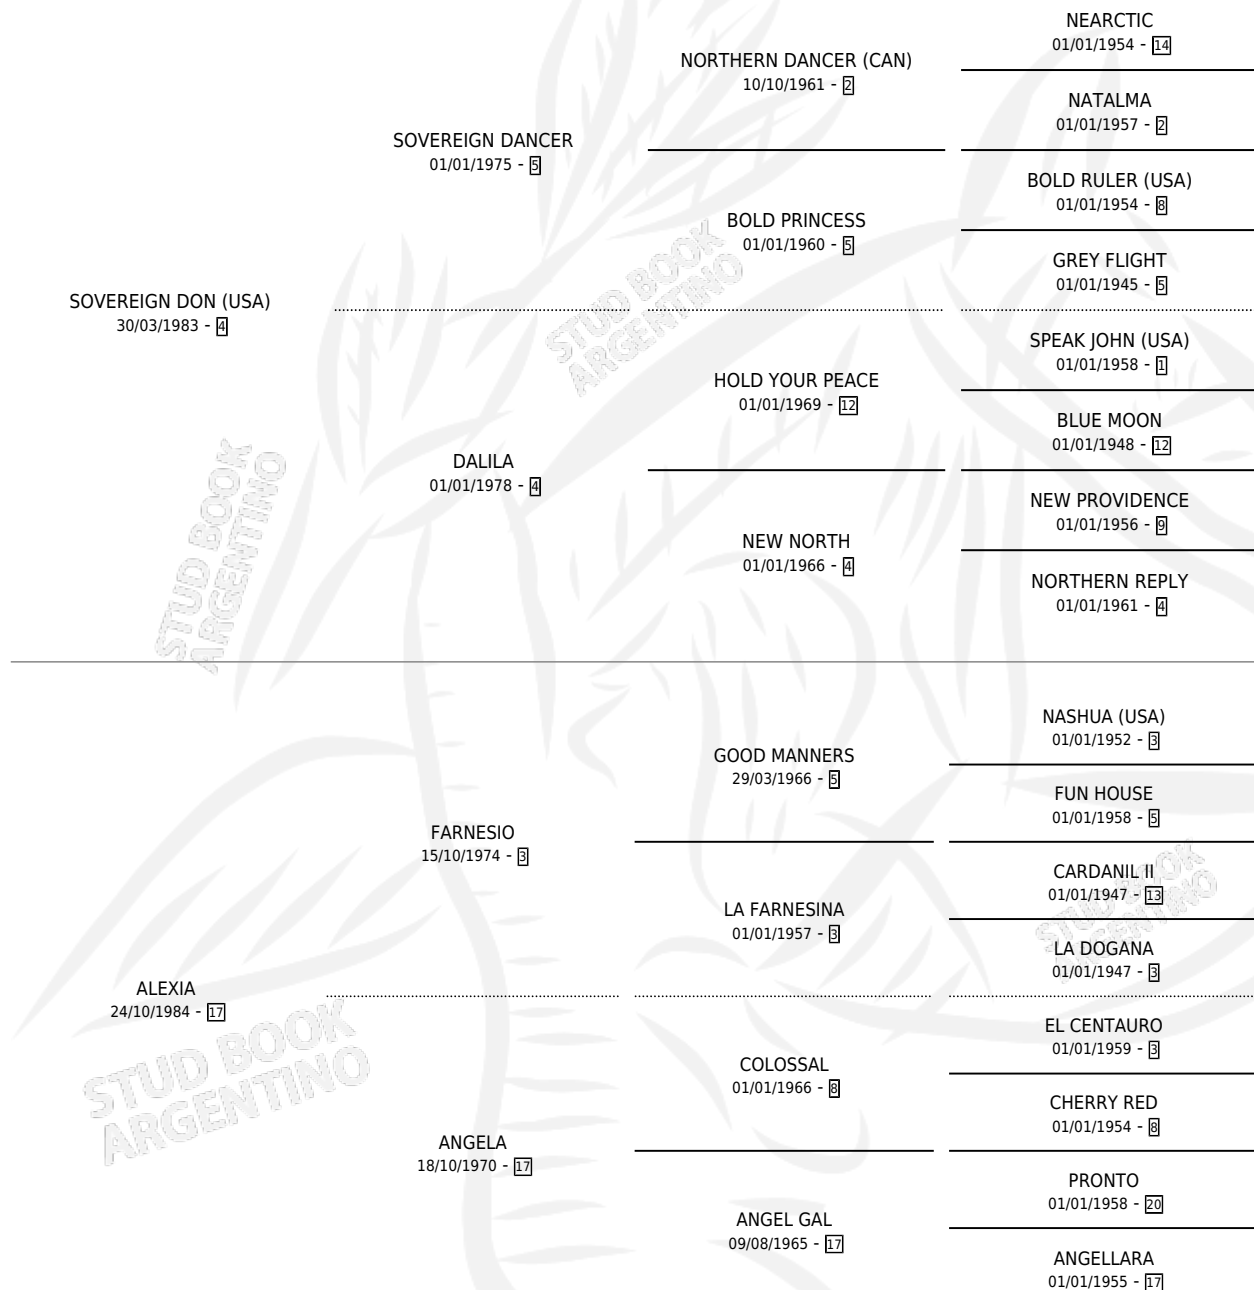 NEARCTIC
01/01/1954 - 14
NORTHERN DANCER (CAN)
10/10/1961 - 2
NATALMA
01/01/1957 - 2
SOVEREIGN DANCER
01/01/1975 - 5
BOLD RULER (USA)
01/01/1954 - 8
BOLD PRINCESS
01/01/1960 - 5
GREY FLIGHT
01/01/1945 - 5
SOVEREIGN DON (USA)
30/03/1983 - 4
SPEAK JOHN (USA)
01/01/1958 - 1
HOLD YOUR PEACE
01/01/1969 - 12
BLUE MOON
01/01/1948 - 12
DALILA
01/01/1978 - 4
NEW PROVIDENCE
01/01/1956 - 9
NEW NORTH
01/01/1966 - 4
NORTHERN REPLY
01/01/1961 - 4
NASHUA (USA)
01/01/1952 - 3
GOOD MANNERS
29/03/1966 - 5
FUN HOUSE
01/01/1958 - 5
FARNESIO
15/10/1974 - 3
CARDANIL II
01/01/1947 - 13
LA FARNESINA
01/01/1957 - 3
LA DOGANA
01/01/1947 - 3
ALEXIA
24/10/1984 - 17
EL CENTAURO
01/01/1959 - 3
COLOSSAL
01/01/1966 - 8
CHERRY RED
01/01/1954 - 8
ANGELA
18/10/1970 - 17
PRONTO
01/01/1958 - 20
ANGEL GAL
09/08/1965 - 17
ANGELLARA
01/01/1955 - 17
STUD BOOK
ARGENTINO
STUD BOOK
ARGENTINO
STUD BOOK
ARGENTINO
STUD BOOK
ARGENTINO